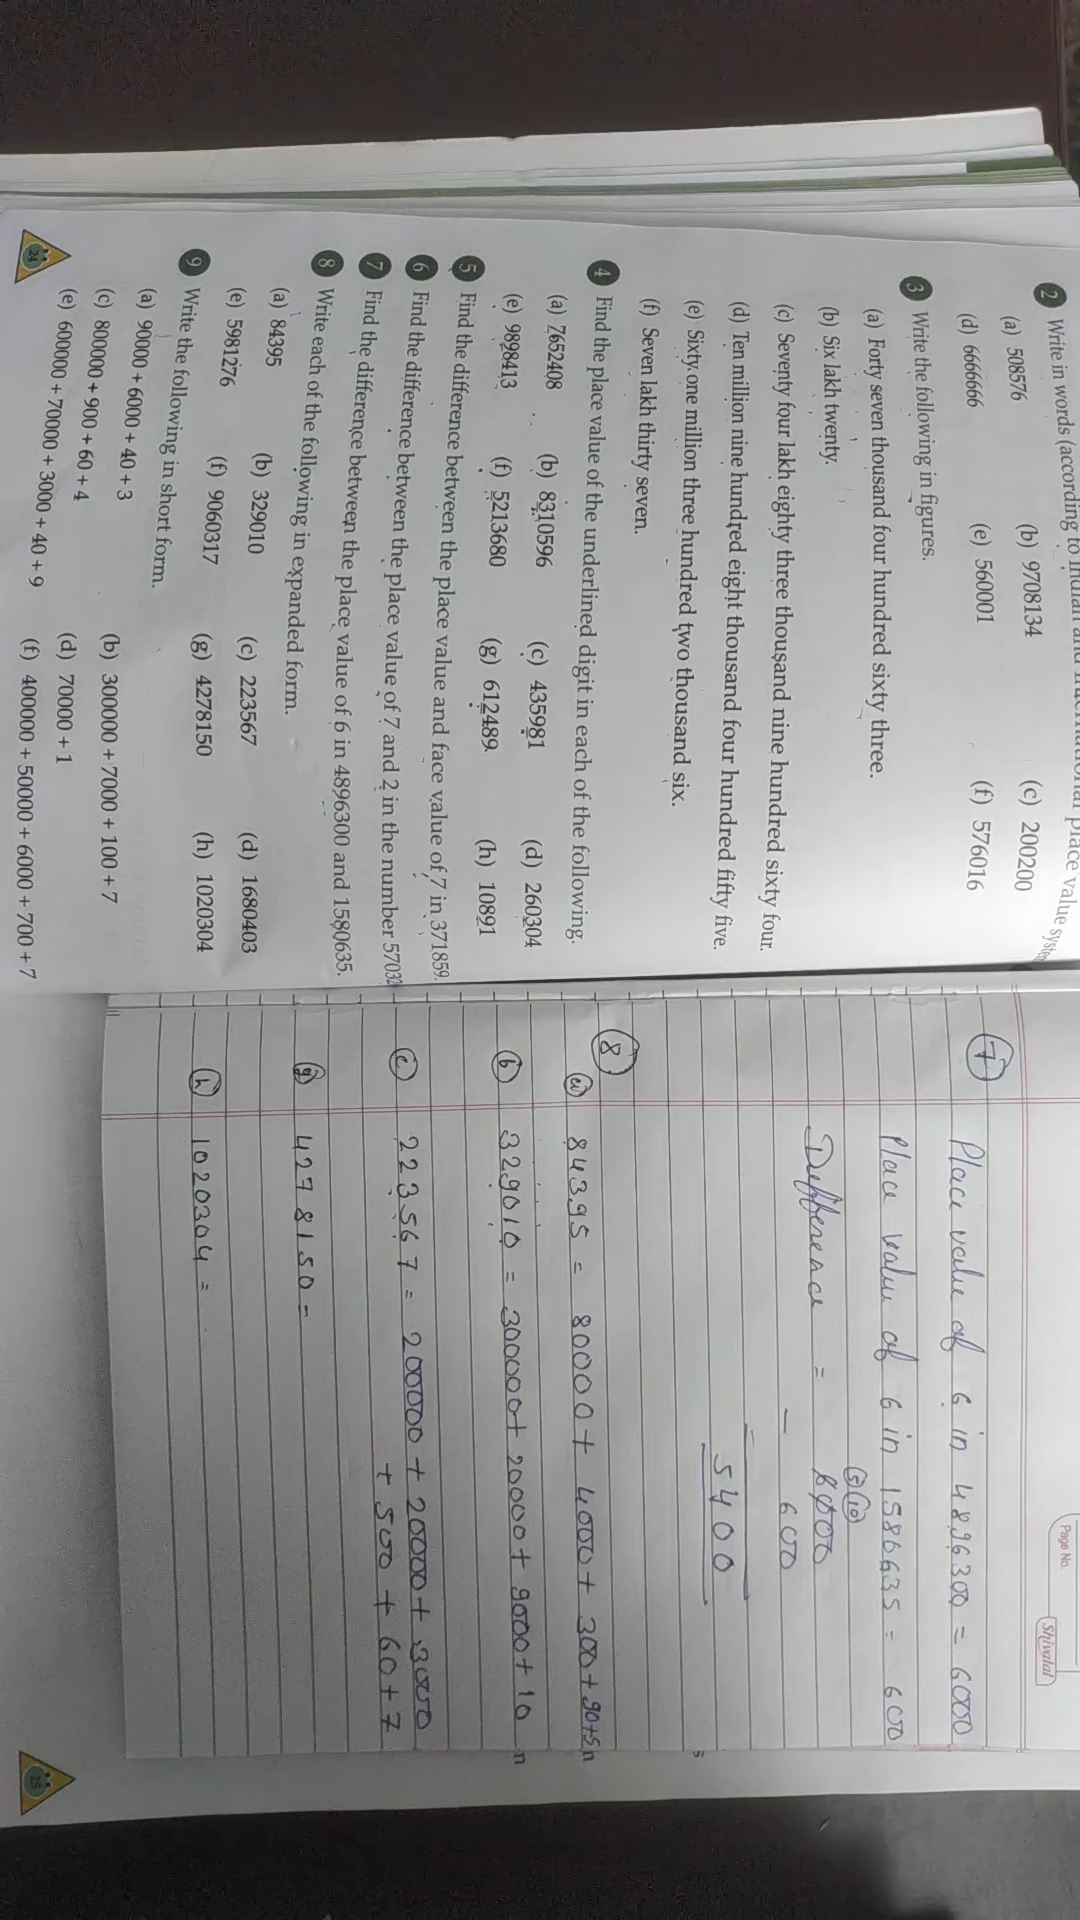 2 Write in words (according to Indian and International place value system
(a) 508576 (b) 9708134 (c) 200200
(d) 6666666 (e) 560001 (f) 576016
3 Write the following in figures.
(a) Forty seven thousand four hundred sixty three.
(b) Six lakh twenty.
(c) Seventy four lakh eighty three thousand nine hundred sixty four.
(d) Ten million nine hundred eight thousand four hundred fifty five.
(e) Sixty one million three hundred two thousand six.
(f) Seven lakh thirty seven.
4 Find the place value of the underlined digit in each of the following.
(a) 7652408 (b) 8310596 (c) 435981 (d) 260304
(e) 9898413 (f) 5213680 (g) 612489 (h) 10891
5 Find the difference between the place value and face value of 7 in 371859.
6 Find the difference between the place value of 7 and 2 in the number 57032
7 Find the difference between the place value of 6 in 4896300 and 1580635.
8 Write each of the following in expanded form.
(a) 84395 (b) 329010 (c) 223567 (d) 1680403
(e) 5981276 (f) 9060317 (g) 4278150 (h) 1020304
9 Write the following in short form.
(a) 90000 + 6000 + 40 + 3 (b) 300000 + 7000 + 100 + 7
(c) 800000 + 900 + 60 + 4 (d) 70000 + 1
(e) 600000 + 70000 + 3000 + 40 + 9 (f) 400000 + 50000 + 6000 + 700 + 7
24
Page No.
Shivalal
7 Place value of 6 in 4896300 = 6000
Place value of 6 in 1586635 = 600
5 10
Difference = 6000
- 600
5400
8
a 84395 = 80000 + 4000 + 300 + 90 + 5
b 329010 = 300000 + 20000 + 9000 + 10
c 223567 = 200000 + 20000 + 3000
+ 500 + 60 + 7
g 4278150 =
h 1020304 =
s
n
n
25